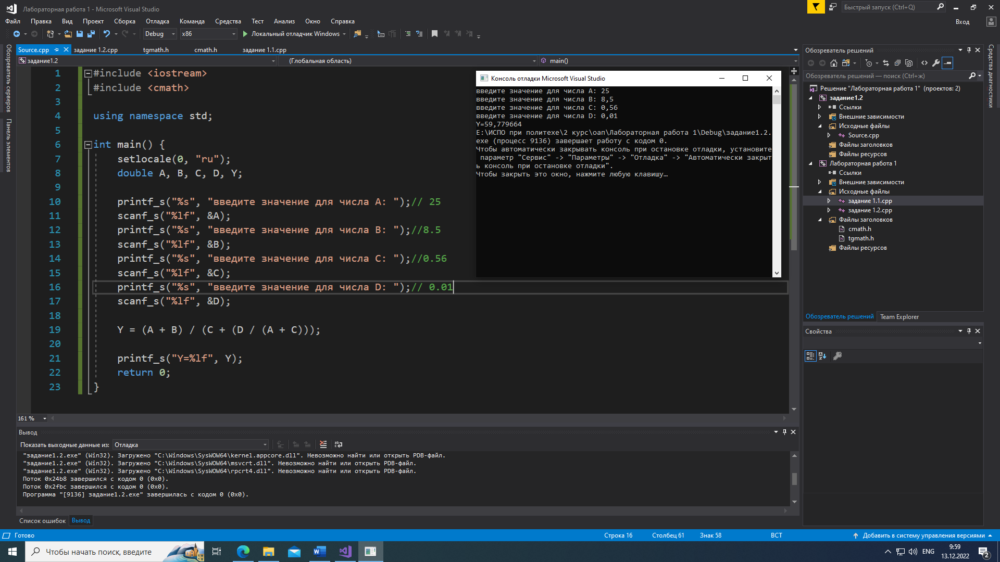 Лабораторная работа 1 - Microsoft Visual Studio
Быстрый запуск (Ctrl+Q)
Файл Правка Вид Проект Сборка Отладка Команда Средства Тест Анализ Окно Справка
Вход
Debug x86 Локальный отладчик Windows
Обозреватель серверов
Панель элементов
Source.cpp задание 1.2.cpp tgmath.h cmath.h задание 1.1.cpp
задание1.2 (Глобальная область) main()
1 #include <iostream>
2 #include <cmath>
3
4 using namespace std;
5
6 int main() {
7 setlocale(0, "ru");
8 double A, B, C, D, Y;
9
10 printf_s("%s", "введите значение для числа A: ");// 25
11 scanf_s("%lf", &A);
12 printf_s("%s", "введите значение для числа B: ");//8.5
13 scanf_s("%lf", &B);
14 printf_s("%s", "введите значение для числа C: ");//0.56
15 scanf_s("%lf", &C);
16 printf_s("%s", "введите значение для числа D: ");// 0.01
17 scanf_s("%lf", &D);
18
19 Y = (A + B) / (C + (D / (A + C)));
20
21 printf_s("Y=%lf", Y);
22 return 0;
23 }
Консоль отладки Microsoft Visual Studio
введите значение для числа A: 25
введите значение для числа B: 8,5
введите значение для числа C: 0,56
введите значение для числа D: 0,01
Y=59,779664
E:\ИСПО при политехе\2 курс\оап\Лабораторная работа 1\Debug\задание1.2.
exe (процесс 9136) завершает работу с кодом 0.
Чтобы автоматически закрывать консоль при остановке отладки, установите
параметр "Сервис" -> "Параметры" -> "Отладка" -> "Автоматически закрыт
ь консоль при остановке отладки".
Чтобы закрыть это окно, нажмите любую клавишу…
161 %
Вывод
Показать выходные данные из: Отладка
"задание1.2.exe" (Win32). Загружено "C:\Windows\SysWOW64\kernel.appcore.dll". Невозможно найти или открыть PDB-файл.
"задание1.2.exe" (Win32). Загружено "C:\Windows\SysWOW64\msvcrt.dll". Невозможно найти или открыть PDB-файл.
"задание1.2.exe" (Win32). Загружено "C:\Windows\SysWOW64\rpcrt4.dll". Невозможно найти или открыть PDB-файл.
Поток 0x24b8 завершился с кодом 0 (0x0).
Поток 0x2fbc завершился с кодом 0 (0x0).
Программа "[9136] задание1.2.exe" завершилась с кодом 0 (0x0).
Список ошибок Вывод
Обозреватель решений
Обозреватель решений — поиск (Ctrl+ж)
Решение "Лабораторная работа 1" (проектов: 2)
задание1.2
Ссылки
Внешние зависимости
Исходные файлы
Source.cpp
Файлы заголовков
Файлы ресурсов
Лабораторная работа 1
Ссылки
Внешние зависимости
Исходные файлы
задание 1.1.cpp
задание 1.2.cpp
Файлы заголовков
cmath.h
tgmath.h
Файлы ресурсов
Обозреватель решений Team Explorer
Свойства
Средства диагностики
Готово Строка 16 Столбец 61 Знак 58 ВСТ Добавить в систему управления версиями
Чтобы начать поиск, введите
ENG
9:59
13.12.2022
2